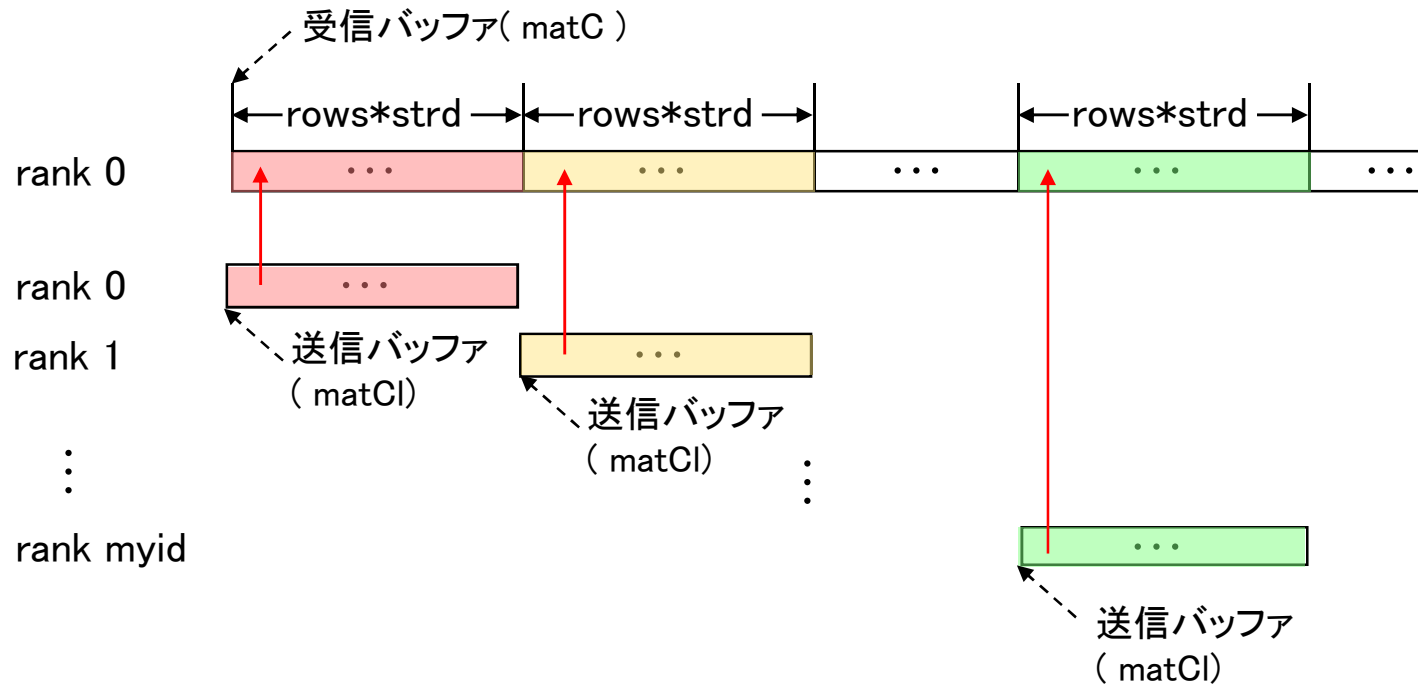 受信バッファ( matC )
rows*strd
rows*strd
rows*strd
rank 0
...
...
...
...
...
rank 0
...
送信バッファ
( matCl)
rank 1
...
送信バッファ
( matCl)
⋮
⋮
rank myid
...
送信バッファ
( matCl)